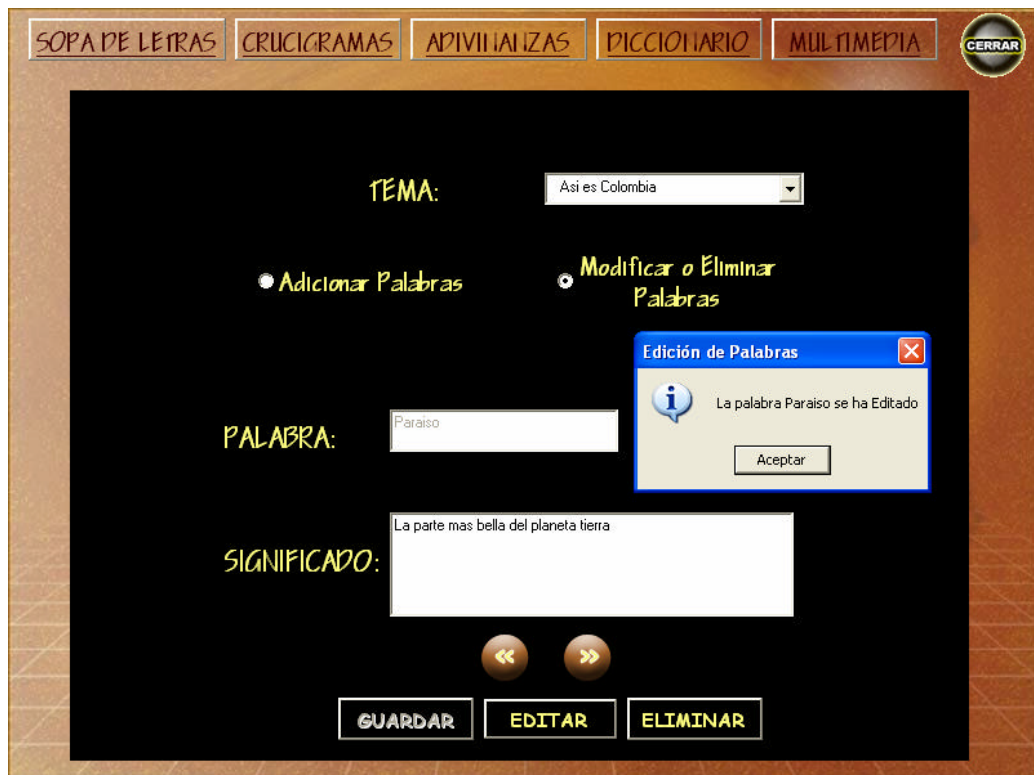 SOPA DE LETRAS CRUCIGRAMAS ADIVINANZAS DICCIONARIO MULTIMEDIA CERRAR
TEMA: Asi es Colombia
Adicionar Palabras
Modificar o Eliminar
Palabras
Edición de Palabras
La palabra Paraiso se ha Editado
Aceptar
PALABRA: Paraiso
SIGNIFICADO: La parte mas bella del planeta tierra
GUARDAR EDITAR ELIMINAR